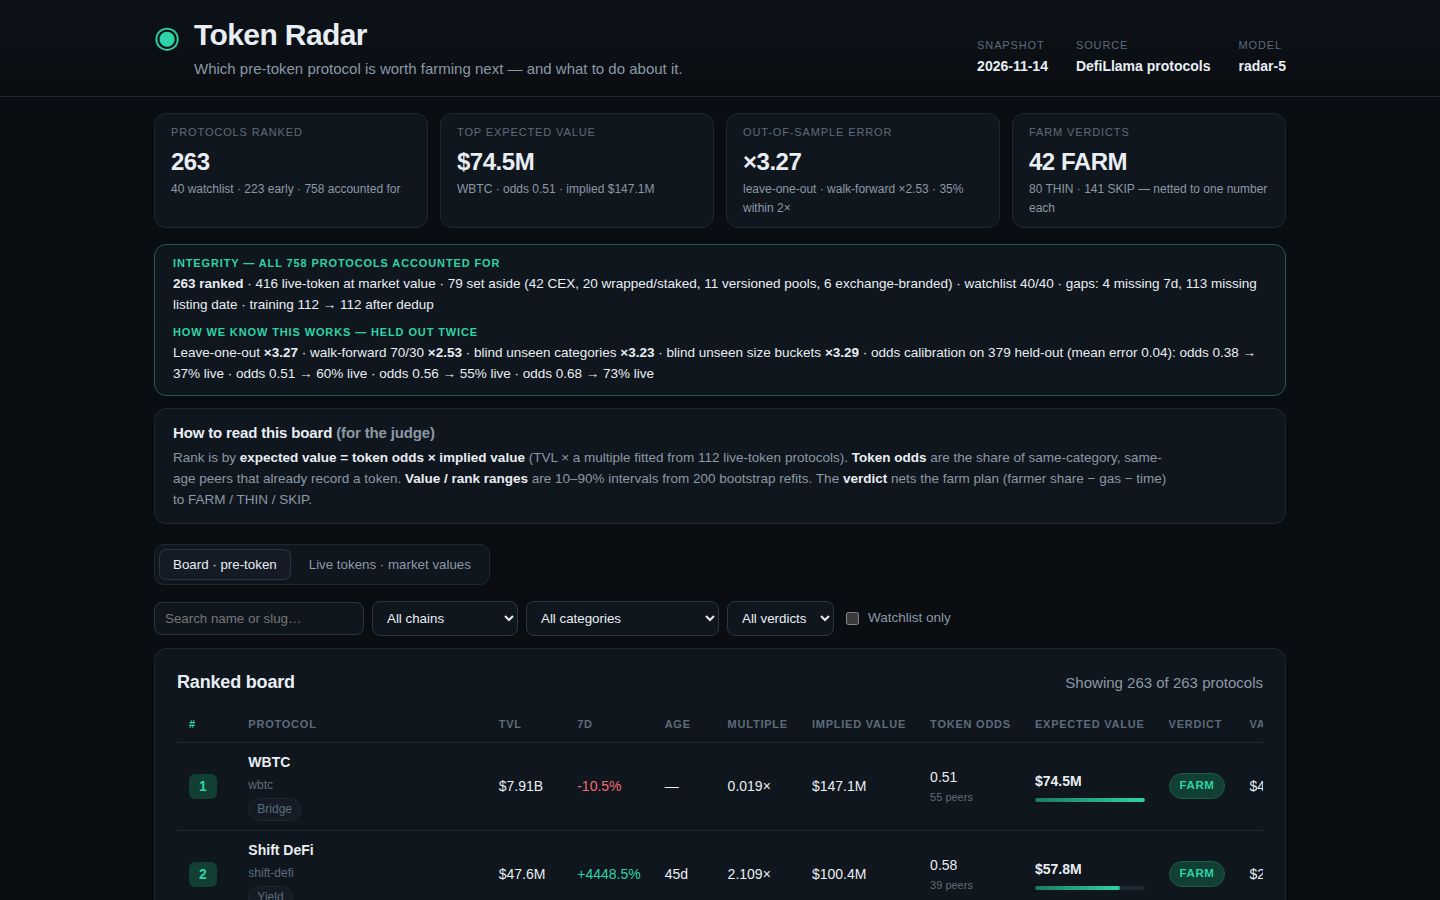 Token Radar
Which pre-token protocol is worth farming next — and what to do about it.
SNAPSHOT
2026-11-14
SOURCE
DefiLlama protocols
MODEL
radar-5
PROTOCOLS RANKED
263
40 watchlist · 223 early · 758 accounted for
TOP EXPECTED VALUE
$74.5M
WBTC · odds 0.51 · implied $147.1M
OUT-OF-SAMPLE ERROR
×3.27
leave-one-out · walk-forward ×2.53 · 35%
within 2×
FARM VERDICTS
42 FARM
80 THIN · 141 SKIP — netted to one number
each
INTEGRITY — ALL 758 PROTOCOLS ACCOUNTED FOR
263 ranked · 416 live-token at market value · 79 set aside (42 CEX, 20 wrapped/staked, 11 versioned pools, 6 exchange-branded) · watchlist 40/40 · gaps: 4 missing 7d, 113 missing
listing date · training 112 → 112 after dedup
HOW WE KNOW THIS WORKS — HELD OUT TWICE
Leave-one-out ×3.27 · walk-forward 70/30 ×2.53 · blind unseen categories ×3.23 · blind unseen size buckets ×3.29 · odds calibration on 379 held-out (mean error 0.04): odds 0.38 →
37% live · odds 0.51 → 60% live · odds 0.56 → 55% live · odds 0.68 → 73% live
How to read this board (for the judge)
Rank is by expected value = token odds × implied value (TVL × a multiple fitted from 112 live-token protocols). Token odds are the share of same-category, same-
age peers that already record a token. Value / rank ranges are 10–90% intervals from 200 bootstrap refits. The verdict nets the farm plan (farmer share − gas − time)
to FARM / THIN / SKIP.
Board · pre-token
Live tokens · market values
Search name or slug…
All chains
All categories
All verdicts
Watchlist only
Ranked board
Showing 263 of 263 protocols
# PROTOCOL TVL 7D AGE MULTIPLE IMPLIED VALUE TOKEN ODDS EXPECTED VALUE VERDICT VA
1
WBTC
wbtc
Bridge
$7.91B
-10.5%
—
0.019×
$147.1M
0.51
55 peers
$74.5M
FARM
$4
2
Shift DeFi
shift-defi
Yield
$47.6M
+4448.5%
45d
2.109×
$100.4M
0.58
39 peers
$57.8M
FARM
$2